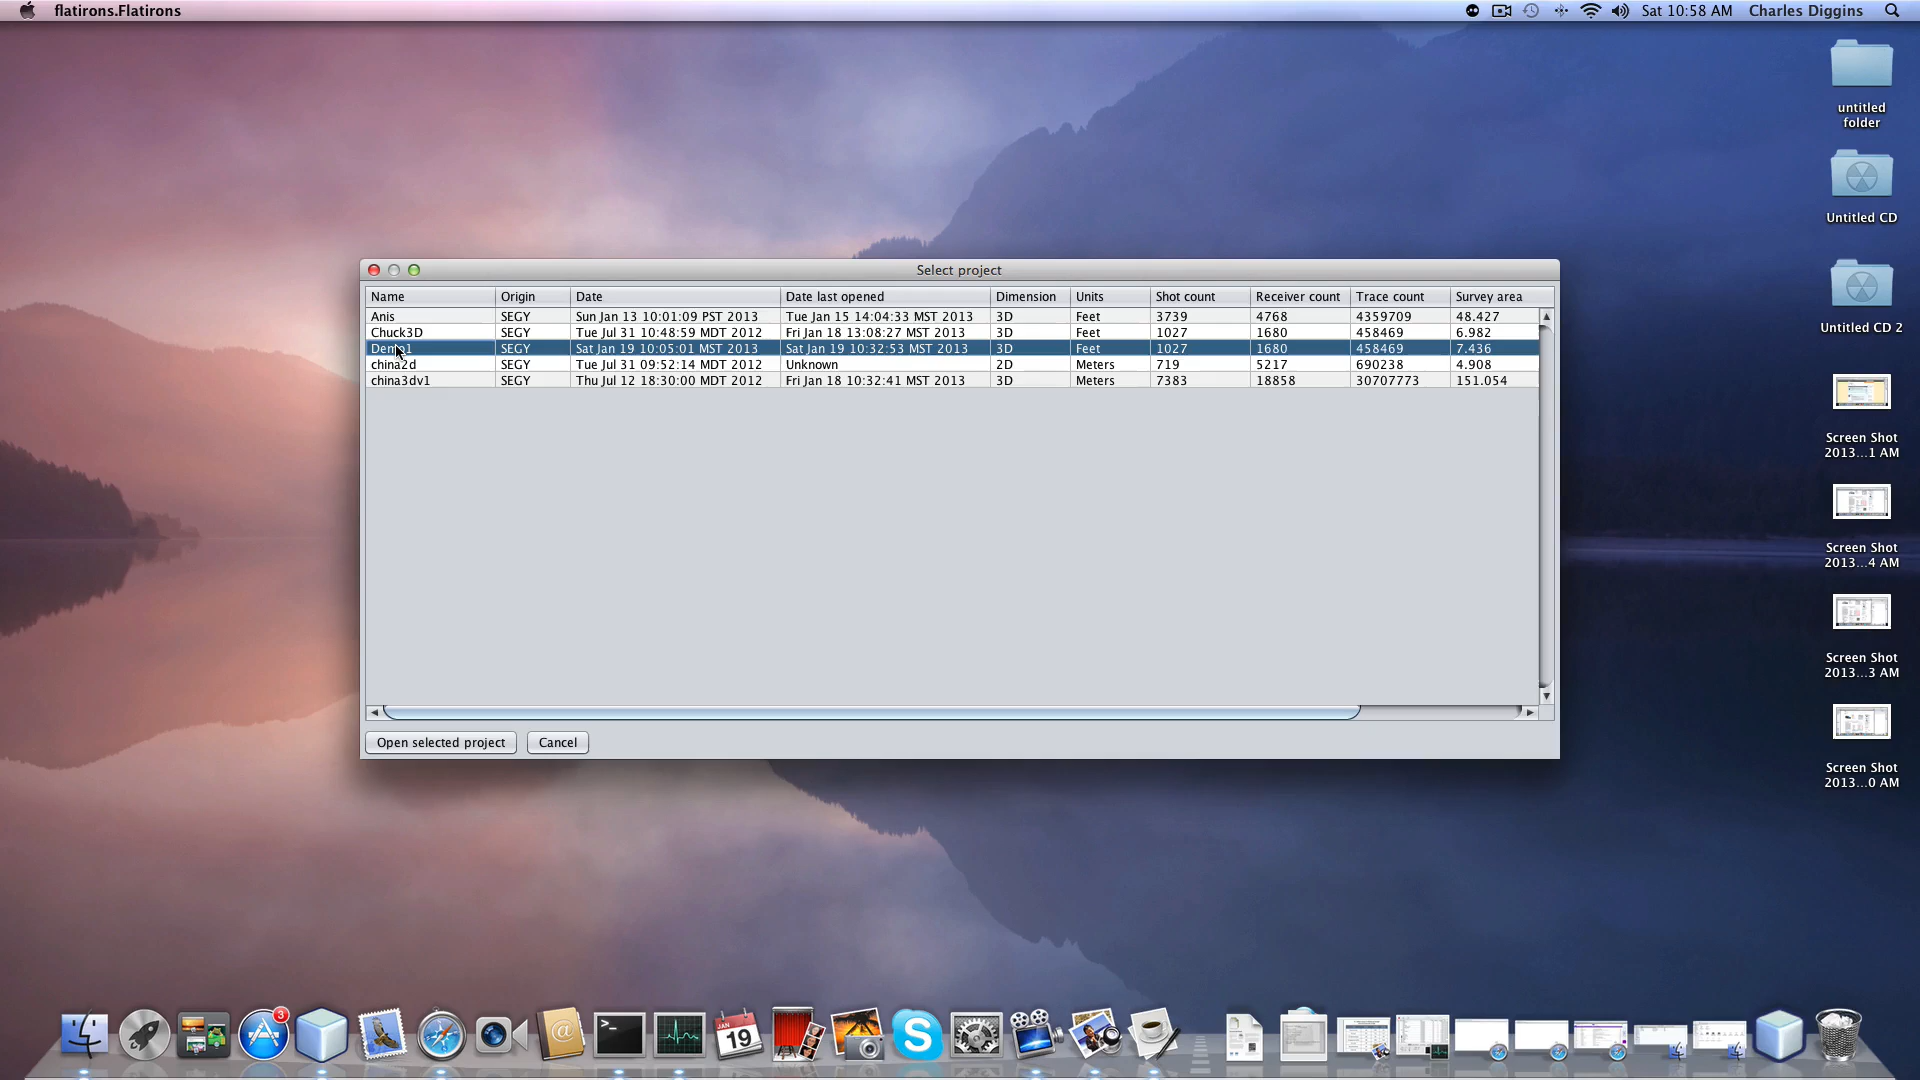 flatirons.Flatirons
Sat 10:58 AM Charles Diggins
untitled
folder
Untitled CD
Untitled CD 2
Screen Shot
2013...1 AM
Screen Shot
2013...4 AM
Screen Shot
2013...3 AM
Screen Shot
2013...0 AM
Select project
Name Origin Date Date last opened Dimension Units Shot count Receiver count Trace count Survey area
Anis SEGY Sun Jan 13 10:01:09 PST 2013 Tue Jan 15 14:04:33 MST 2013 3D Feet 3739 4768 4359709 48.427
Chuck3D SEGY Tue Jul 31 10:48:59 MDT 2012 Fri Jan 18 13:08:27 MST 2013 3D Feet 1027 1680 458469 6.982
Demo1 SEGY Sat Jan 19 10:05:01 MST 2013 Sat Jan 19 10:32:53 MST 2013 3D Feet 1027 1680 458469 7.436
china2d SEGY Tue Jul 31 09:52:14 MDT 2012 Unknown 2D Meters 719 5217 690238 4.908
china3dv1 SEGY Thu Jul 12 18:30:00 MDT 2012 Fri Jan 18 10:32:41 MST 2013 3D Meters 7383 18858 30707773 151.054
Open selected project Cancel
3
JAN
19